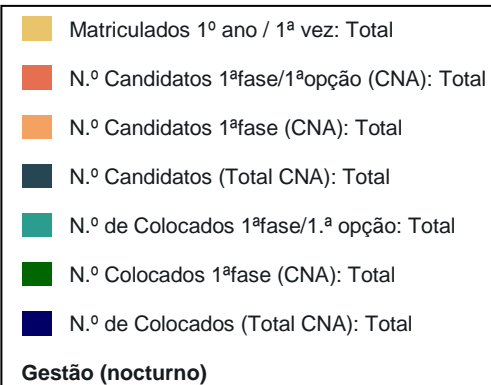 Matriculados 1º ano / 1ª vez: Total
N.º Candidatos 1ªfase/1ªopção (CNA): Total
N.º Candidatos 1ªfase (CNA): Total
N.º Candidatos (Total CNA): Total
N.º de Colocados 1ªfase/1.ª opção: Total
N.º Colocados 1ªfase (CNA): Total
N.º de Colocados (Total CNA): Total
Gestão (nocturno)